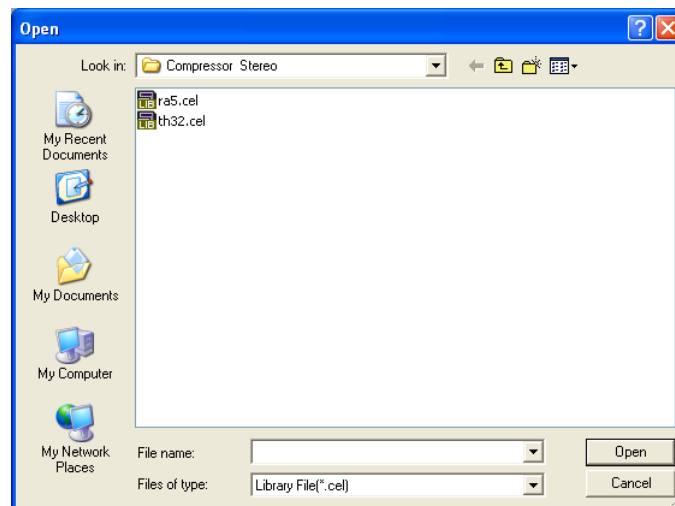 Open
Look in:
Compressor Stereo
ra5.cel
th32.cel
My Recent
Documents
Desktop
My Documents
My Computer
My Network
Places
File name:
Open
Files of type:
Library File(*.cel)
Cancel